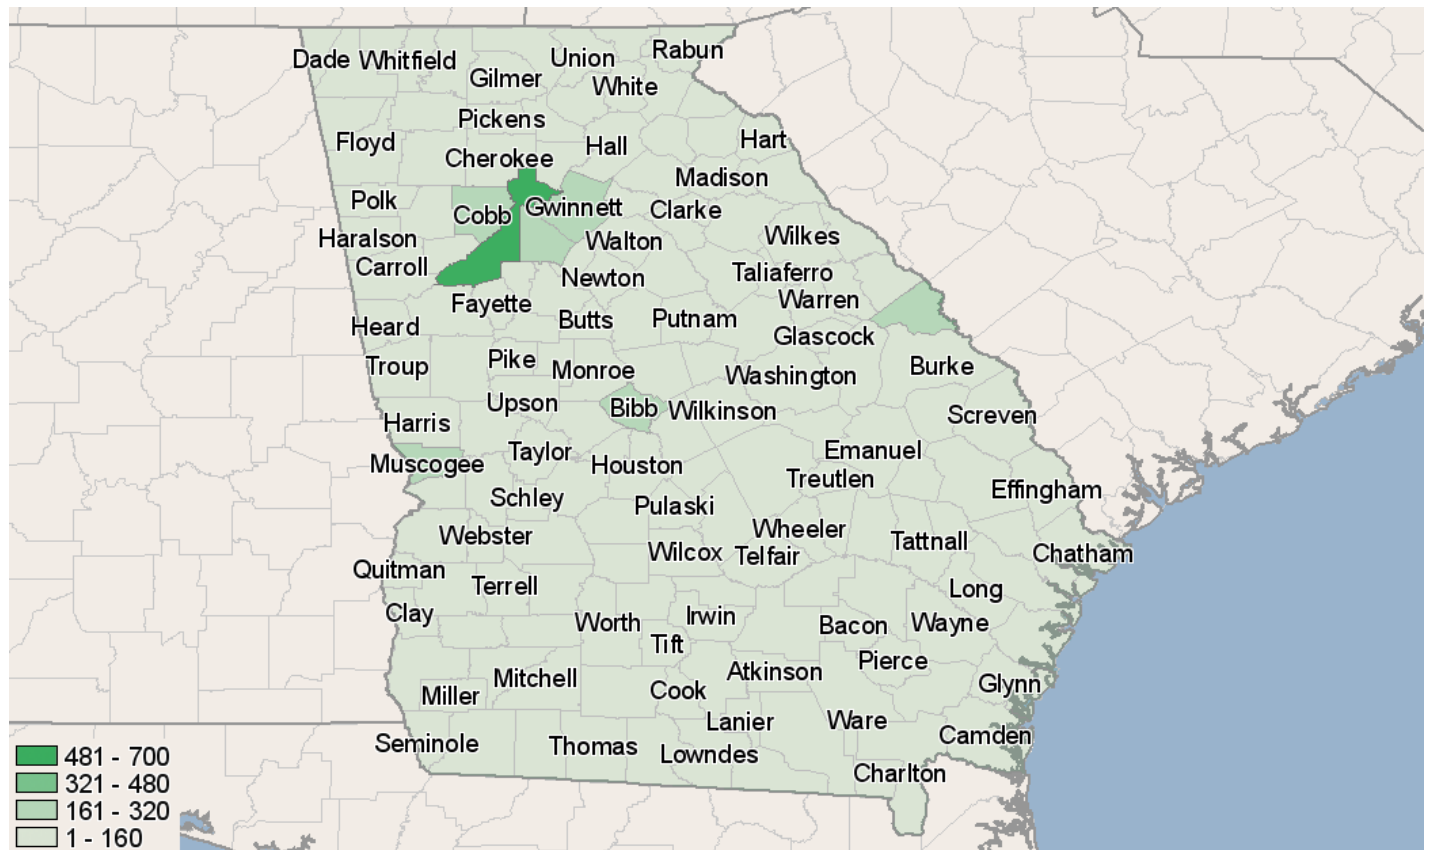 Rabun
Union
Dade Whitfield
Gilmer
White
Pickens
Hart
Floyd
Hall
Cherokee
Madison
Polk
Gwinnett
Clarke
Cobb
Wilkes
Haralson
Walton
Carroll
Taliaferro
Newton
Warren
Fayette
Putnam
Butts
Heard
Glascock
Pike
Troup
Burke
Monroe
Washington
Upson
Bibb
Wilkinson
Screven
Harris
Taylor
Emanuel
Muscogee
Houston
Treutlen
Effingham
Schley
Pulaski
Wheeler
Webster
Tattnall
Wilcox
Telfair
Chatham
Quitman
Terrell
Long
Clay
Irwin
Worth
Bacon
Wayne
Tift
Pierce
Atkinson
Mitchell
Glynn
Cook
Miller
Lanier
Ware
Camden
Seminole
Thomas
Lowndes
Charlton
481 - 700
321 - 480
161 - 320
1 - 160